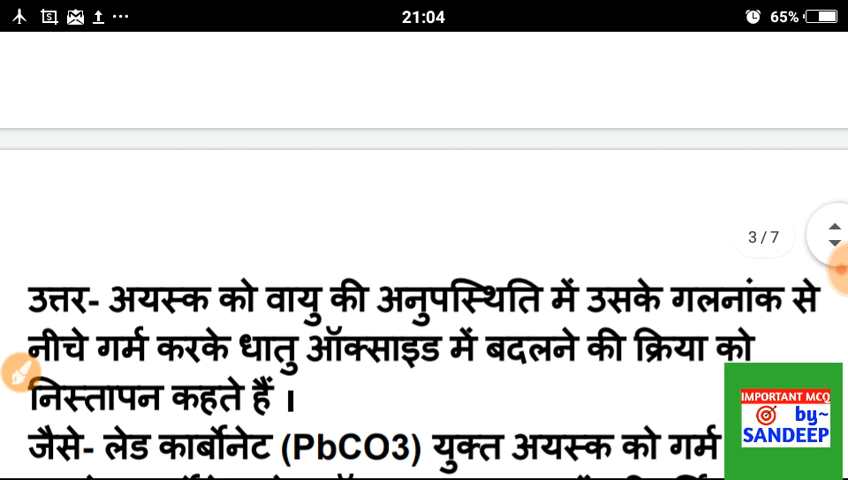 21:04
65%
3 / 7
उत्तर- अयस्क को वायु की अनुपस्थिति में उसके गलनांक से
नीचे गर्म करके धातु ऑक्साइड में बदलने की क्रिया को
निस्तापन कहते हैं ।
जैसे- लेड कार्बोनेट (PbCO3) युक्त अयस्क को गर्म
IMPORTANT MCQ
by~
SANDEEP